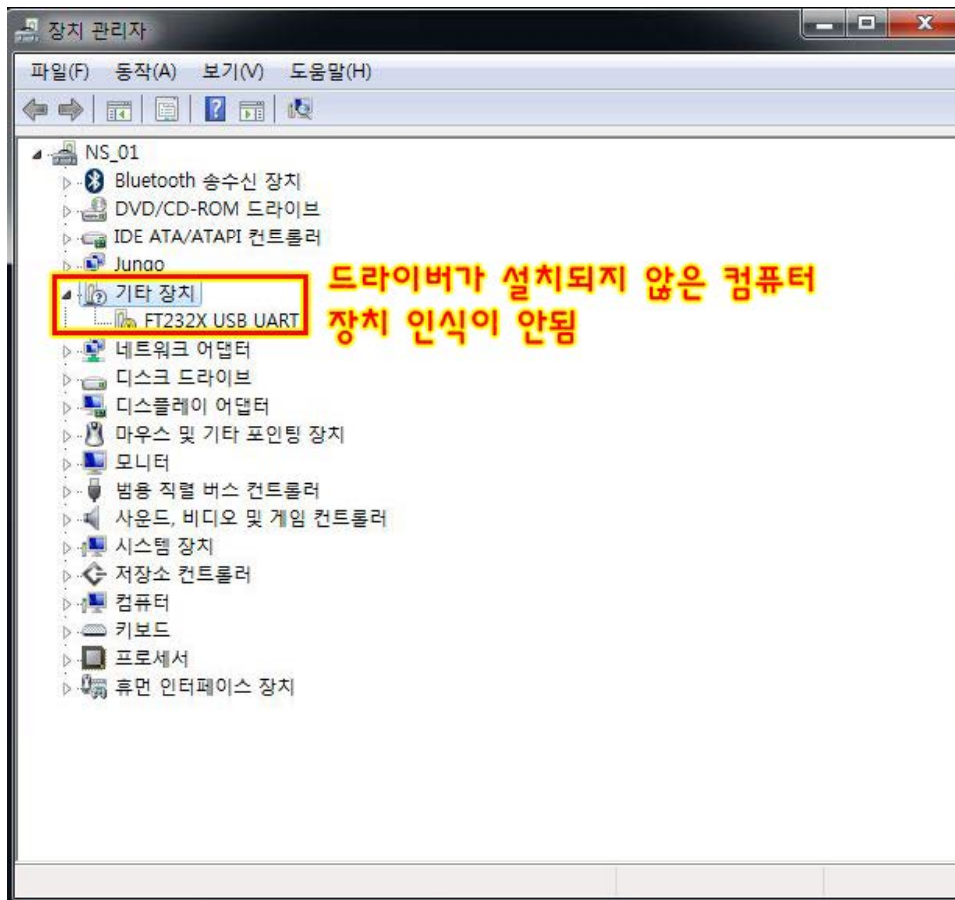 장치 관리자
파일(F) 동작(A) 보기(V) 도움말(H)
NS_01
Bluetooth 송수신 장치
DVD/CD-ROM 드라이브
IDE ATA/ATAPI 컨트롤러
Jungo
기타 장치
FT232X USB UART
드라이버가 설치되지 않은 컴퓨터
장치 인식이 안됨
네트워크 어댑터
디스크 드라이브
디스플레이 어댑터
마우스 및 기타 포인팅 장치
모니터
범용 직렬 버스 컨트롤러
사운드, 비디오 및 게임 컨트롤러
시스템 장치
저장소 컨트롤러
컴퓨터
키보드
프로세서
휴먼 인터페이스 장치